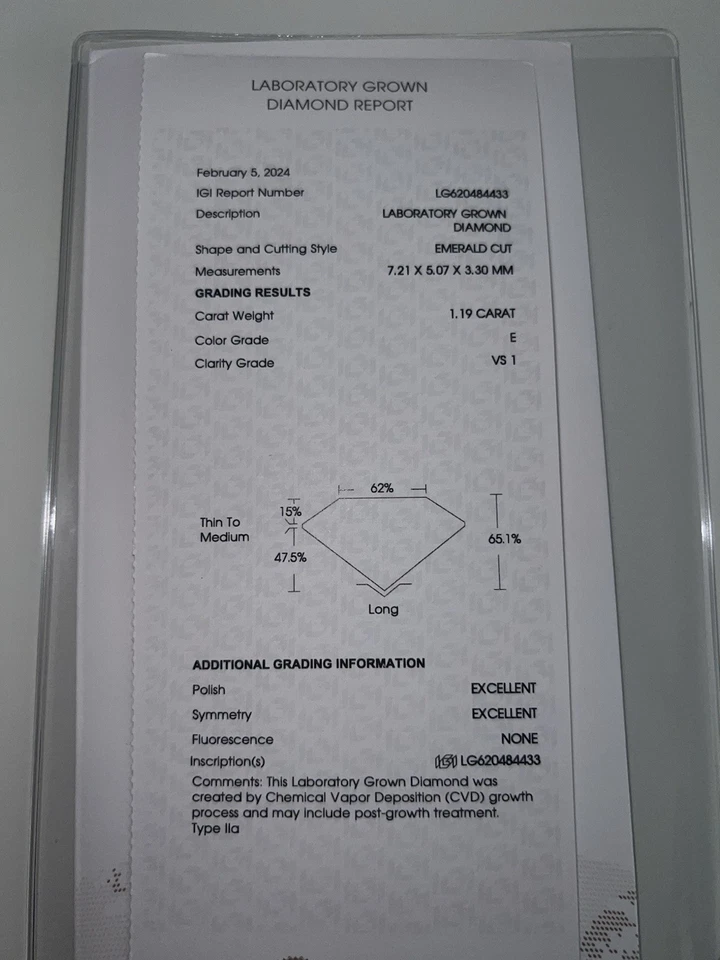 LABORATORY GROWN
DIAMOND REPORT
February 5, 2024
IGI Report Number LG620484433
Description LABORATORY GROWN
DIAMOND
Shape and Cutting Style EMERALD CUT
Measurements 7.21 X 5.07 X 3.30 MM
GRADING RESULTS
Carat Weight 1.19 CARAT
Color Grade E
Clarity Grade VS 1
62%
15%
Thin To
Medium
47.5%
65.1%
Long
ADDITIONAL GRADING INFORMATION
Polish EXCELLENT
Symmetry EXCELLENT
Fluorescence NONE
Inscription(s) IGI LG620484433
Comments: This Laboratory Grown Diamond was
created by Chemical Vapor Deposition (CVD) growth
process and may include post-growth treatment.
Type IIa